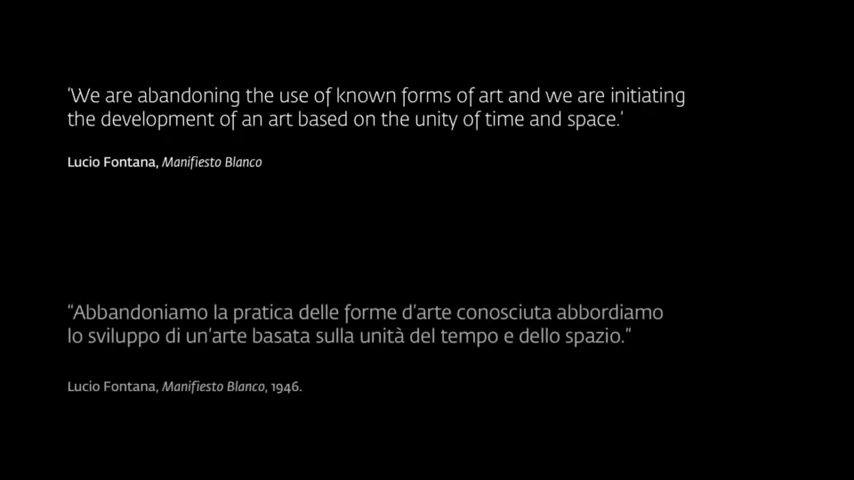 ‘We are abandoning the use of known forms of art and we are initiating
the development of an art based on the unity of time and space.’
Lucio Fontana, Manifiesto Blanco
“Abbandoniamo la pratica delle forme d’arte conosciuta abbordiamo
lo sviluppo di un’arte basata sulla unità del tempo e dello spazio.”
Lucio Fontana, Manifiesto Blanco, 1946.